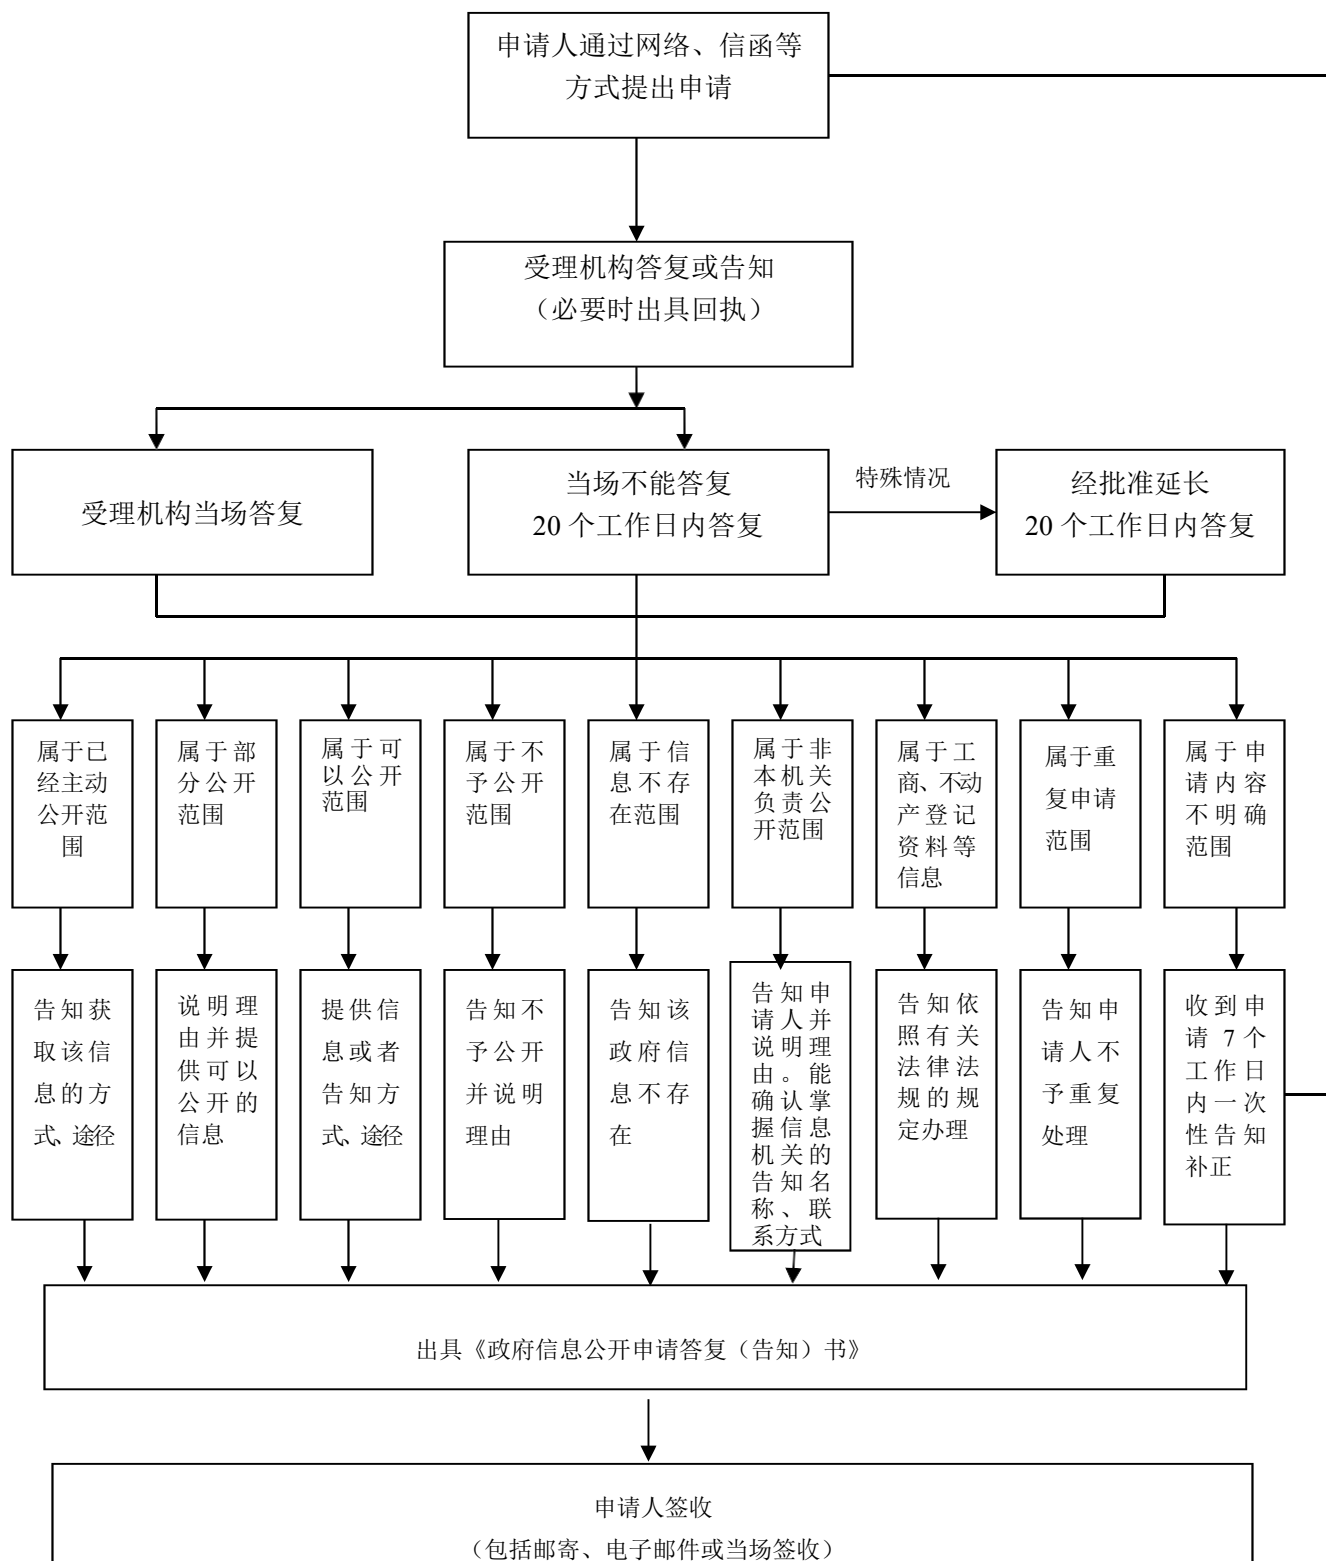 申请人通过网络、信函等
方式提出申请
受理机构答复或告知
（必要时出具回执）
受理机构当场答复
当场不能答复
20 个工作日内答复
特殊情况
经批准延长
20 个工作日内答复
属于已
经主动
公开范
围
属于部
分公开
范围
属于可
以公开
范围
属于不
予公开
范围
属于信
息不存
在范围
属于非
本机关
负责公
开范围
属于工
商、不动
产登记
资料等
信息
属于重
复申请
范围
属于申
请内容
不明确
范围
告知获
取该信
息的方
式、途径
说明理
由并提
供可以
公开的
信息
提供信
息或者
告知方
式、途径
告知不
予公开
并说明
理由
告知该
政府信
息不存
在
告知申
请人并
说明理
由。能
确认掌
握信息
机关的
告知名
称、联
系方式
告知依
照有关
法律法
规的规
定办理
告知申
请人不
予重复
处理
收到申
请 7 个
工作日
内一次
性告知
补正
出具《政府信息公开申请答复（告知）书》
申请人签收
（包括邮寄、电子邮件或当场签收）